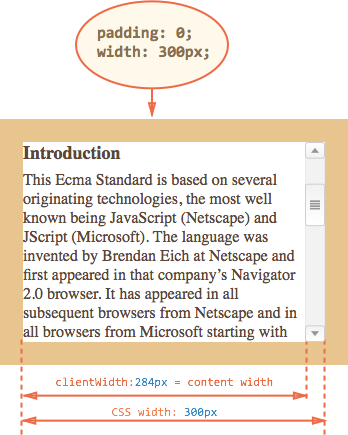 padding: 0;
width: 300px;
Introduction
This Ecma Standard is based on several
originating technologies, the most well
known being JavaScript (Netscape) and
JScript (Microsoft). The language was
invented by Brendan Eich at Netscape and
first appeared in that company’s Navigator
2.0 browser. It has appeared in all
subsequent browsers from Netscape and in
all browsers from Microsoft starting with
clientWidth:284px = content width
CSS width: 300px